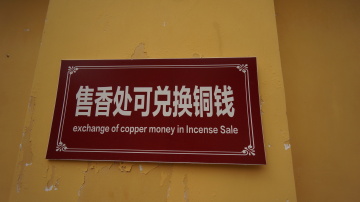 售香处可兑换铜钱
exchange of copper money in Incense Sale